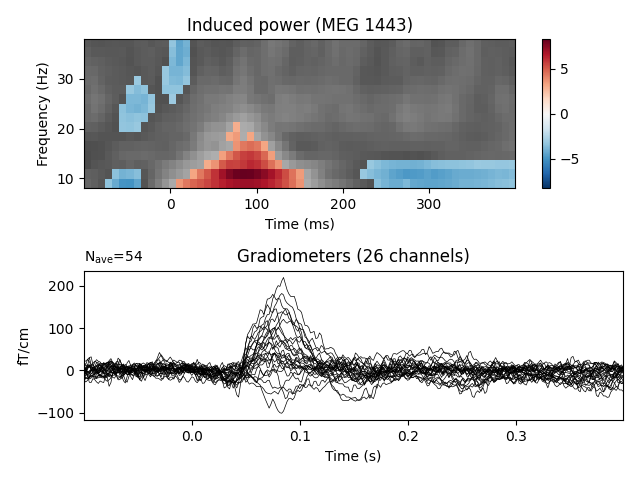 Induced power (MEG 1443)
Frequency (Hz)
30
20
10
0
100
200
300
Time (ms)
5
0
−5
Nave=54
Gradiometers (26 channels)
fT/cm
200
100
0
−100
0.0
0.1
0.2
0.3
Time (s)